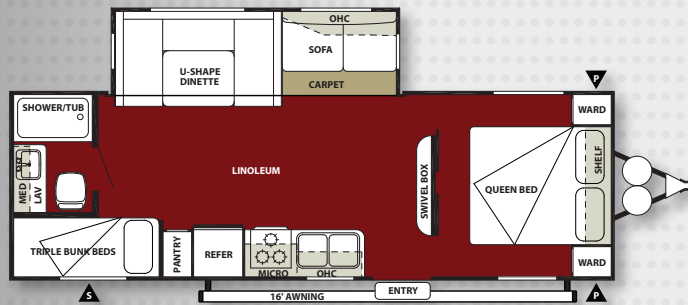 OHC
SOFA
U-SHAPE
DINETTE
CARPET
P
SHOWER/TUB
WARD
LINOLEUM
MED
LAV
SWIVEL BOX
QUEEN BED
SHELF
TRIPLE BUNK BEDS
PANTRY
REFER
MICRO
OHC
WARD
ENTRY
S
16' AWNING
P